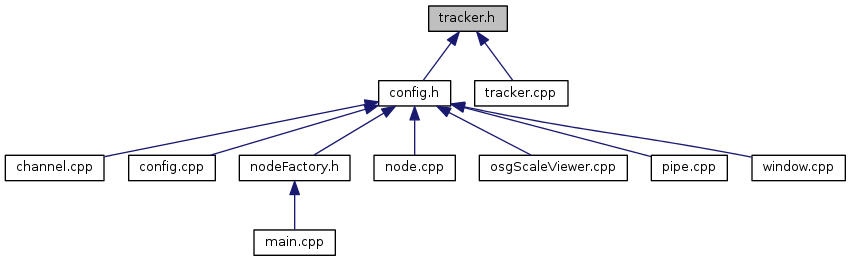 tracker.h
config.h
tracker.cpp
channel.cpp
config.cpp
nodeFactory.h
node.cpp
osgScaleViewer.cpp
pipe.cpp
window.cpp
main.cpp